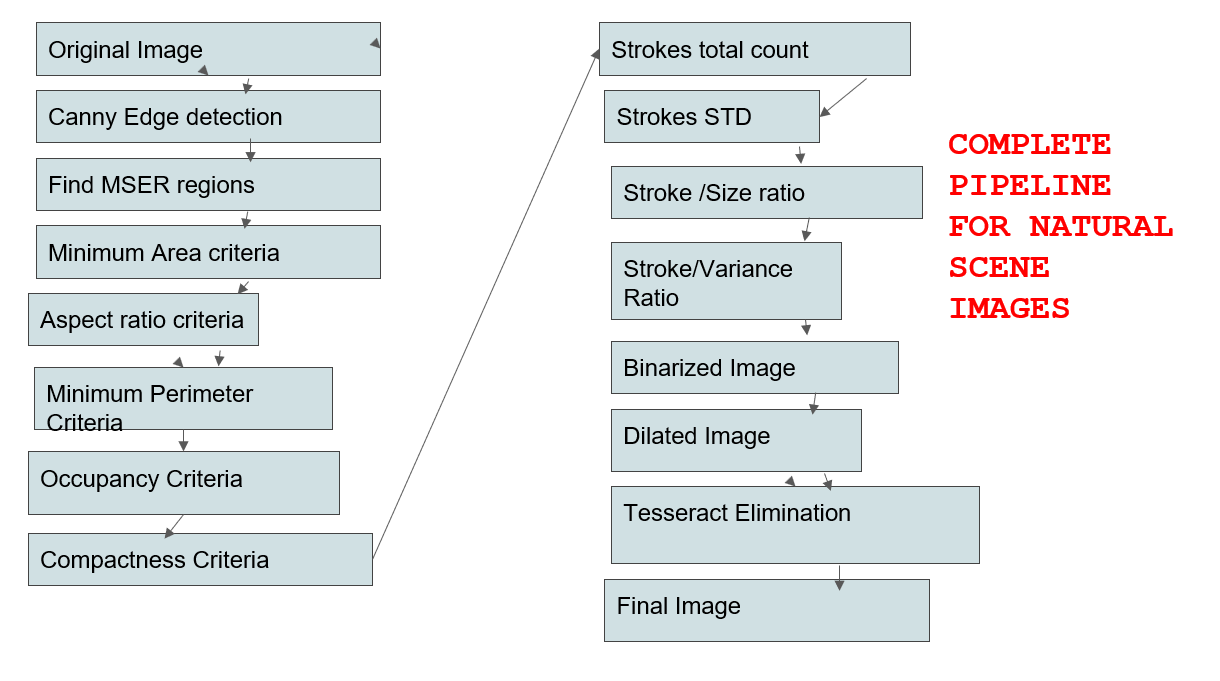 Original Image
Canny Edge detection
Find MSER regions
Minimum Area criteria
Aspect ratio criteria
Minimum Perimeter
Criteria
Occupancy Criteria
Compactness Criteria
Strokes total count
Strokes STD
Stroke /Size ratio
Stroke/Variance
Ratio
Binarized Image
Dilated Image
Tesseract Elimination
Final Image
COMPLETE
PIPELINE
FOR NATURAL
SCENE
IMAGES